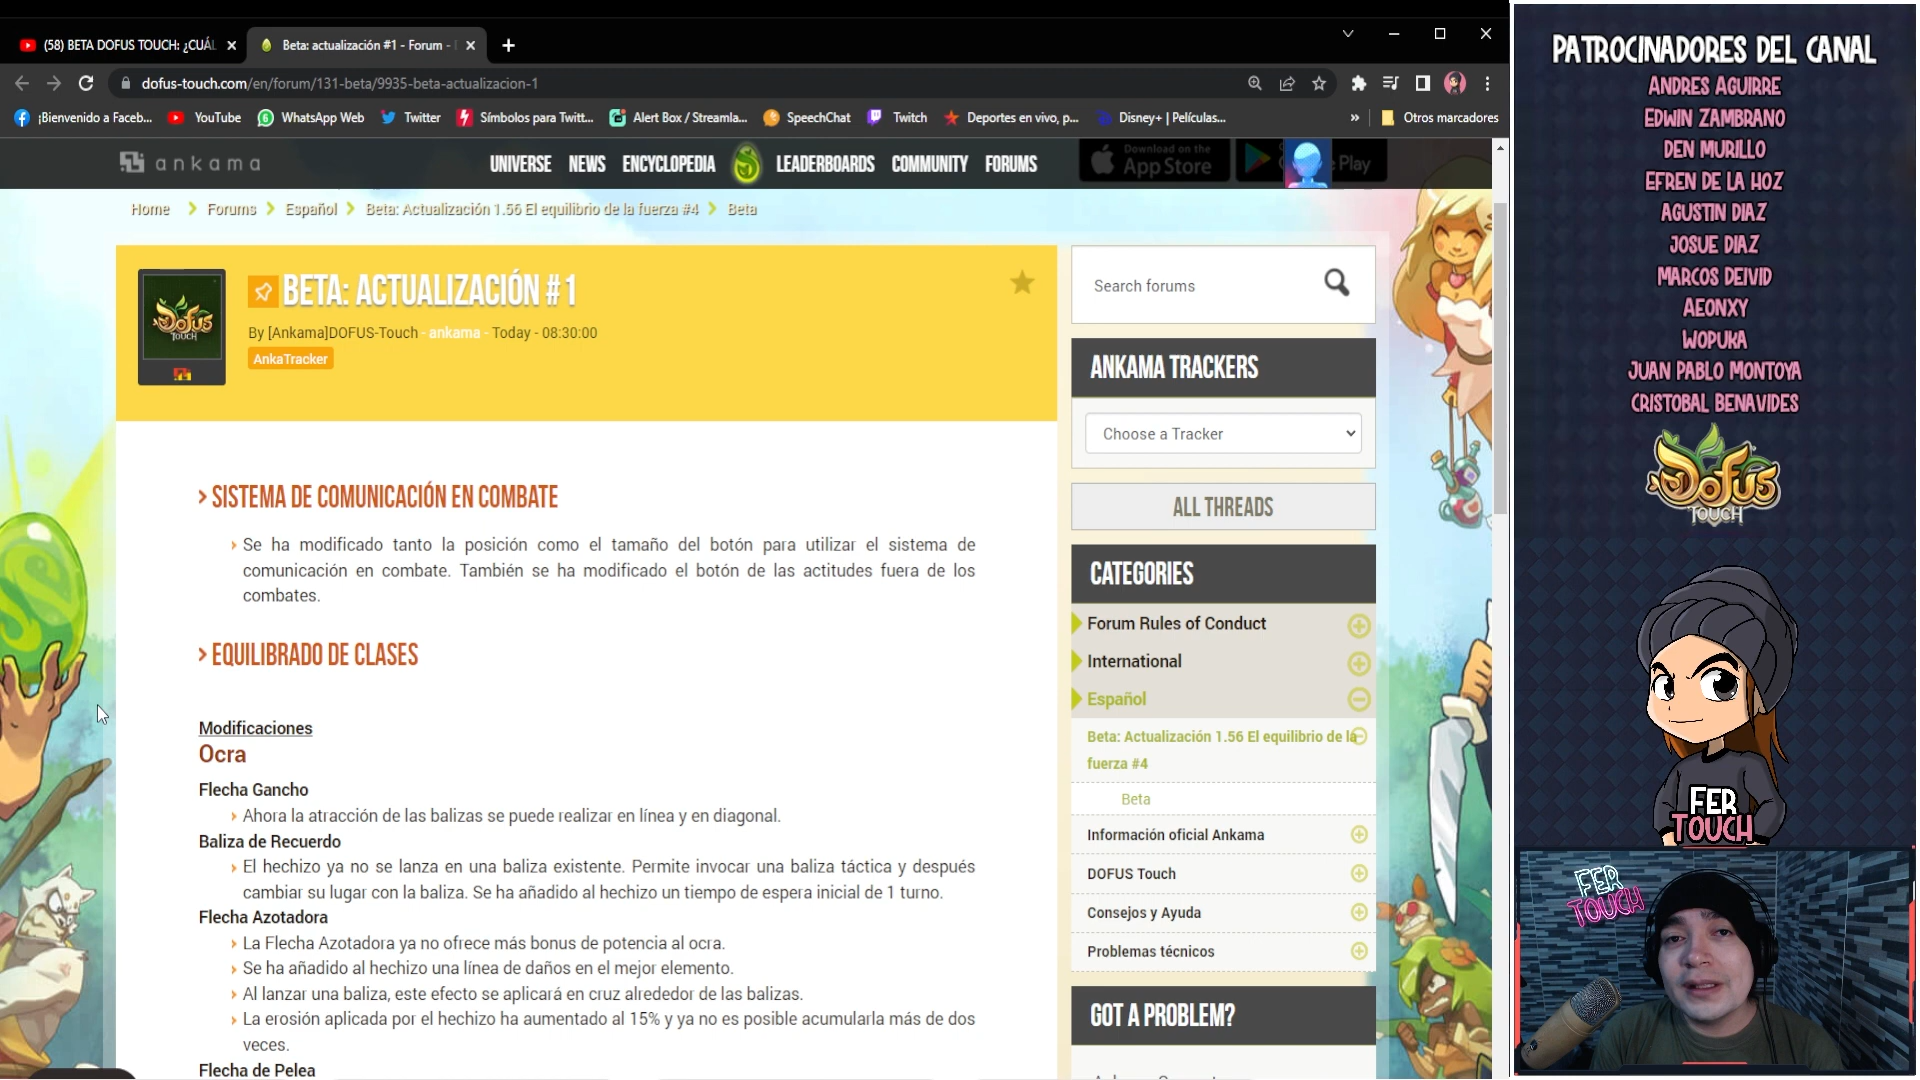 (58) BETA DOFUS TOUCH: ¿CUÁL
Beta: actualización #1 - Forum -
dofus-touch.com/en/forum/131-beta/9935-beta-actualizacion-1
¡Bienvenido a Faceb...
YouTube
WhatsApp Web
Twitter
Símbolos para Twitt...
Alert Box / Streamla...
SpeechChat
Twitch
Deportes en vivo, p...
Disney+ | Películas...
»
Otros marcadores
ankama
UNIVERSE NEWS ENCYCLOPEDIA LEADERBOARDS COMMUNITY FORUMS
Download on the
App Store
Play
Home > Forums > Español > Beta: Actualización 1.56 El equilibrio de la fuerza #4 > Beta
DOFUS
TOUCH
BETA: ACTUALIZACIÓN #1
By [Ankama]DOFUS-Touch - ankama - Today - 08:30:00
AnkaTracker
SISTEMA DE COMUNICACIÓN EN COMBATE
Se ha modificado tanto la posición como el tamaño del botón para utilizar el sistema de
comunicación en combate. También se ha modificado el botón de las actitudes fuera de los
combates.
EQUILIBRADO DE CLASES
Modificaciones
Ocra
Flecha Gancho
Ahora la atracción de las balizas se puede realizar en línea y en diagonal.
Baliza de Recuerdo
El hechizo ya no se lanza en una baliza existente. Permite invocar una baliza táctica y después
cambiar su lugar con la baliza. Se ha añadido al hechizo un tiempo de espera inicial de 1 turno.
Flecha Azotadora
La Flecha Azotadora ya no ofrece más bonus de potencia al ocra.
Se ha añadido al hechizo una línea de daños en el mejor elemento.
Al lanzar una baliza, este efecto se aplicará en cruz alrededor de las balizas.
La erosión aplicada por el hechizo ha aumentado al 15% y ya no es posible acumularla más de dos
veces.
Flecha de Pelea
Search forums
ANKAMA TRACKERS
Choose a Tracker
ALL THREADS
CATEGORIES
Forum Rules of Conduct
International
Español
Beta: Actualización 1.56 El equilibrio de la
fuerza #4
Beta
Información oficial Ankama
DOFUS Touch
Consejos y Ayuda
Problemas técnicos
GOT A PROBLEM?
PATROCINADORES DEL CANAL
ANDRES AGUIRRE
EDWIN ZAMBRANO
DEN MURILLO
EFREN DE LA HOZ
AGUSTIN DIAZ
JOSUE DIAZ
MARCOS DEIVID
AEONXY
WOPUKA
JUAN PABLO MONTOYA
CRISTOBAL BENAVIDES
DOFUS
TOUCH
FER
TOUCH
FER
TOUCH